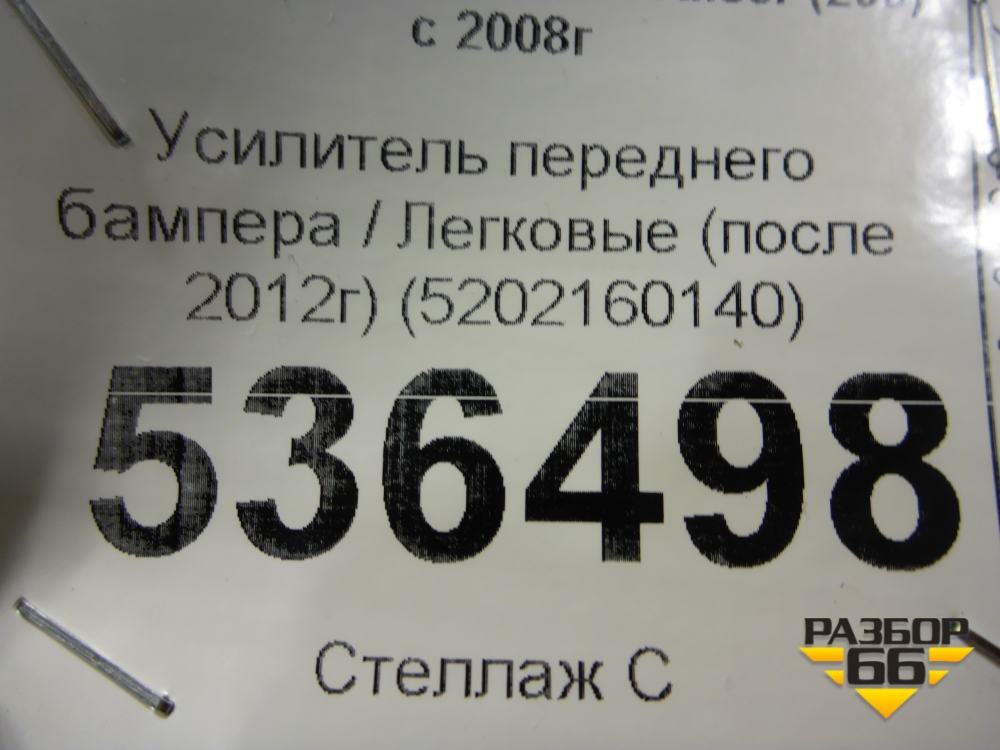 с 2008г
Усилитель переднего
бампера / Легковые (после
2012г) (5202160140)
536498
Стеллаж С
РАЗБОР
66